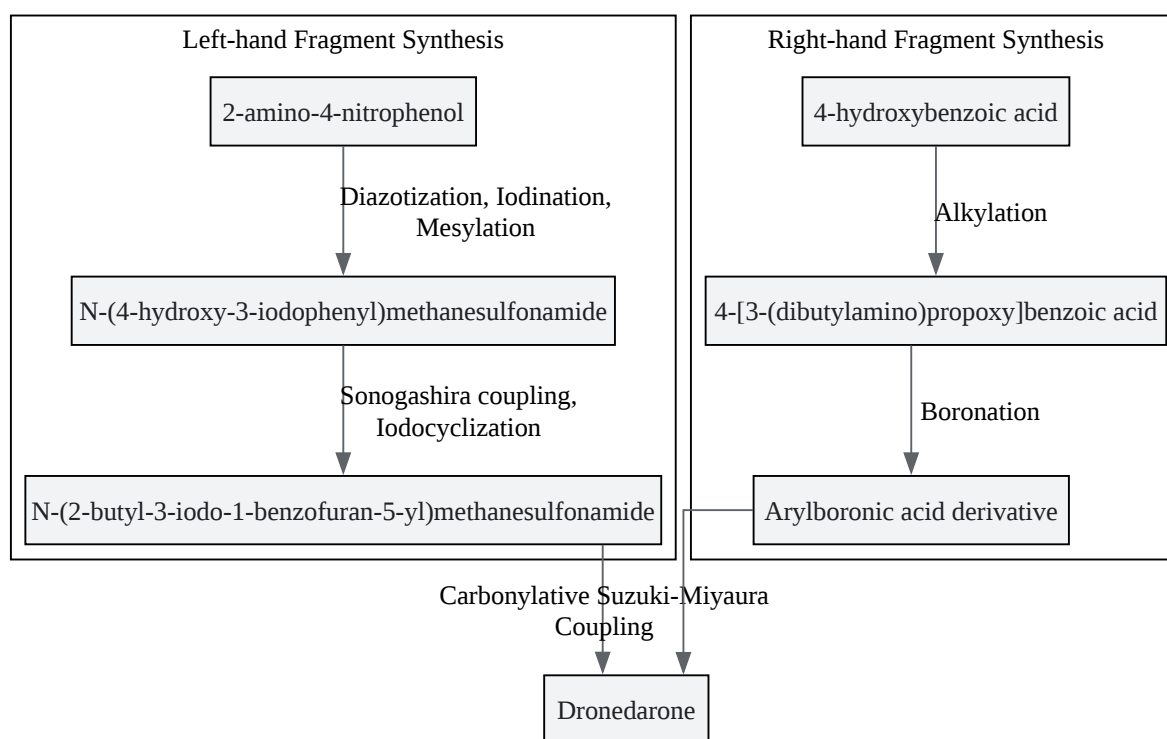 Left-hand Fragment Synthesis
2-amino-4-nitrophenol
Diazotization, Iodination,
Mesylation
N-(4-hydroxy-3-iodophenyl)methanesulfonamide
Sonogashira coupling,
Iodocyclization
N-(2-butyl-3-iodo-1-benzofuran-5-yl)methanesulfonamide
Right-hand Fragment Synthesis
4-hydroxybenzoic acid
Alkylation
4-[3-(dibutylamino)propoxy]benzoic acid
Boronation
Arylboronic acid derivative
Carbonylative Suzuki-Miyaura
Coupling
Dronedarone